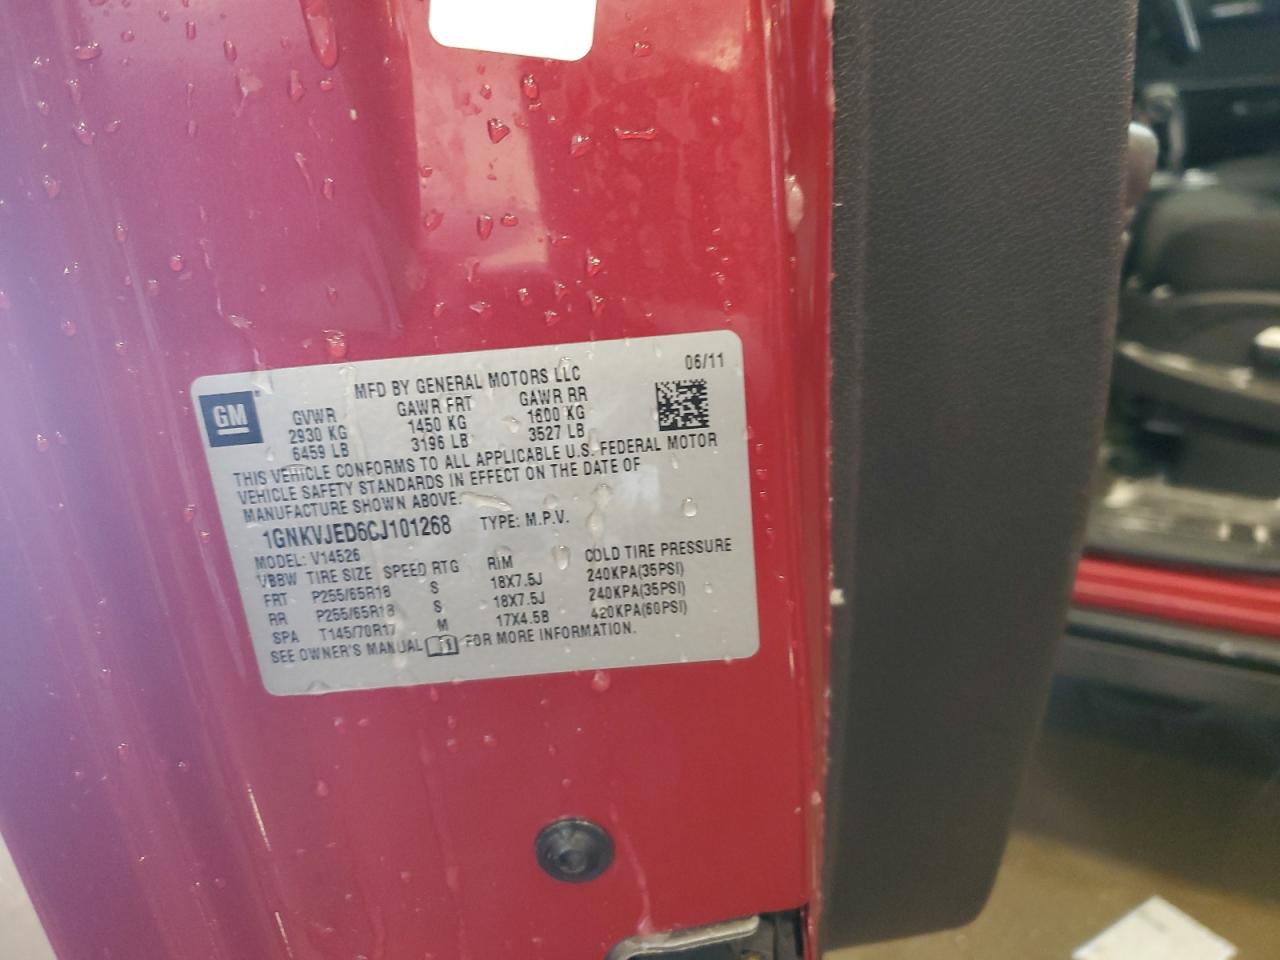 06/11
MFD BY GENERAL MOTORS LLC
GM
GVWR GAWR FRT GAWR RR
2930 KG 1450 KG 1600 KG
6459 LB 3196 LB 3527 LB
THIS VEHICLE CONFORMS TO ALL APPLICABLE U.S. FEDERAL MOTOR
VEHICLE SAFETY STANDARDS IN EFFECT ON THE DATE OF
MANUFACTURE SHOWN ABOVE.
1GNKVJED6CJ101268 TYPE: M.P.V.
MODEL: V14526
VBBW TIRE SIZE SPEED RTG RIM COLD TIRE PRESSURE
FRT P255/65R18 S 18X7.5J 240KPA(35PSI)
RR P255/65R18 S 18X7.5J 240KPA(35PSI)
SPA T145/70R17 M 17X4.5B 420KPA(60PSI)
SEE OWNER'S MANUAL FOR MORE INFORMATION.